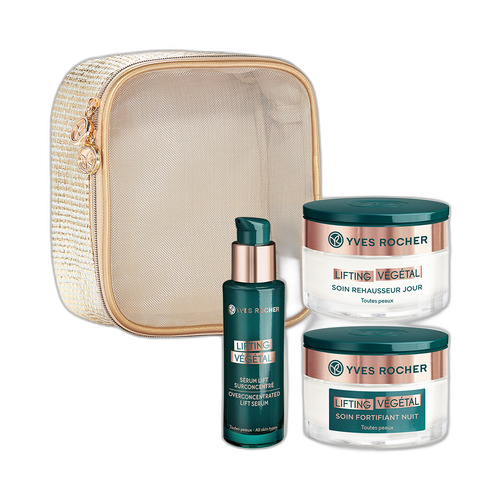 YVES ROCHER
LIFTING
VÉGÉTAL
SÉRUM LIFT
SURCONCENTRÉ
OVERCONCENTRATED
LIFT SERUM
Toutes peaux - All skin types
YVES ROCHER
LIFTING VÉGÉTAL
SOIN REHAUSSEUR JOUR
Toutes peaux
YVES ROCHER
LIFTING VÉGÉTAL
SOIN FORTIFIANT NUIT
Toutes peaux